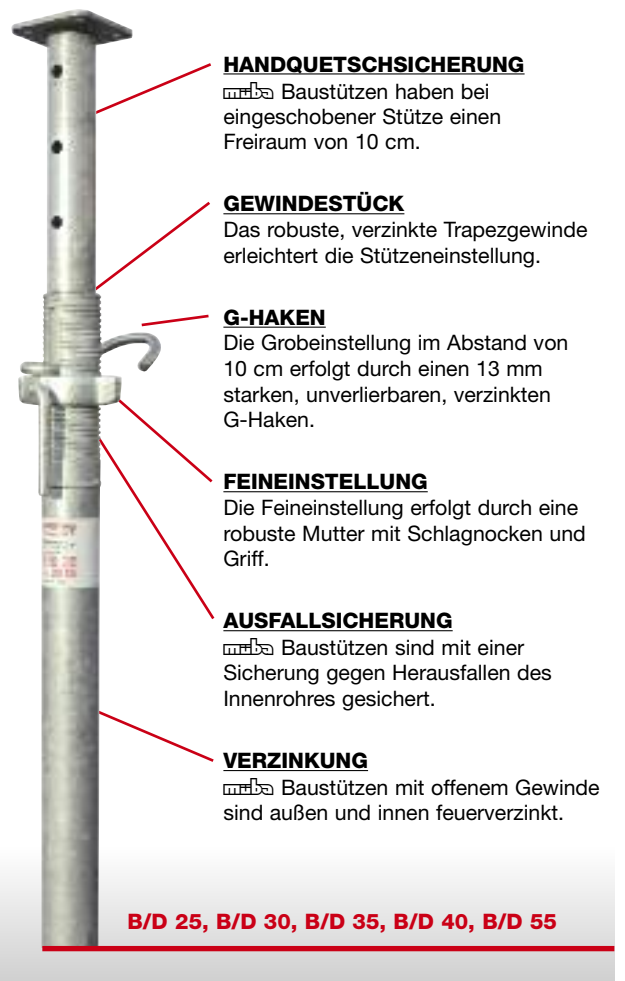 HANDQUETSCHSICHERUNG
Baustützen haben bei
eingeschobener Stütze einen
Freiraum von 10 cm.
GEWINDESTÜCK
Das robuste, verzinkte Trapezgewinde
erleichtert die Stützeneinstellung.
G-HAKEN
Die Grobeinstellung im Abstand von
10 cm erfolgt durch einen 13 mm
starken, unverlierbaren, verzinkten
G-Haken.
FEINEINSTELLUNG
Die Feineinstellung erfolgt durch eine
robuste Mutter mit Schlagnocken und
Griff.
AUSFALLSICHERUNG
Baustützen sind mit einer
Sicherung gegen Herausfallen des
Innenrohres gesichert.
VERZINKUNG
Baustützen mit offenem Gewinde
sind außen und innen feuerverzinkt.
B/D 25, B/D 30, B/D 35, B/D 40, B/D 55